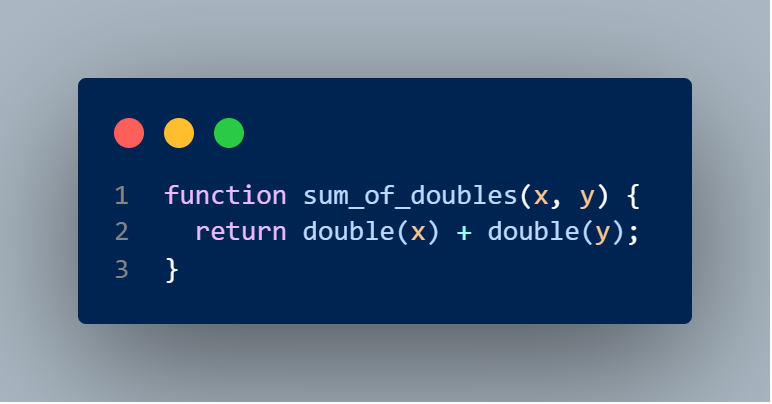 1 function sum_of_doubles(x, y) {
2   return double(x) + double(y);
3 }